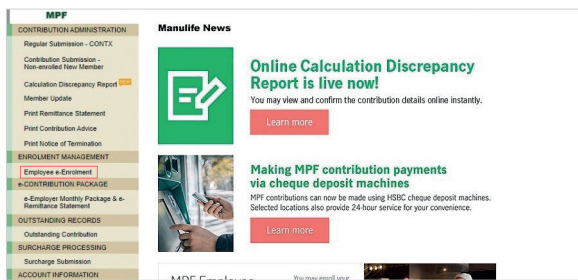 MPF
CONTRIBUTION ADMINISTRATION
Regular Submission - CONTX
Contribution Submission -
Non-enrolled New Member
Calculation Discrepancy Report
Member Update
Print Remittance Statement
Print Contribution Advice
Print Notice of Termination
ENROLMENT MANAGEMENT
Employee e-Enrolment
e-CONTRIBUTION PACKAGE
e-Employer Monthly Package & e-
Remittance Statement
OUTSTANDING RECORDS
Outstanding Contribution
SURCHARGE PROCESSING
Surcharge Submission
ACCOUNT INFORMATION
Manulife News
Online Calculation Discrepancy
Report is live now!
You may view and confirm the contribution details online instantly.
Learn more
Making MPF contribution payments
via cheque deposit machines
MPF contributions can now be made using HSBC cheque deposit machines.
Selected locations also provide 24-hour service for your convenience.
Learn more
MPF Employee
You may enroll your